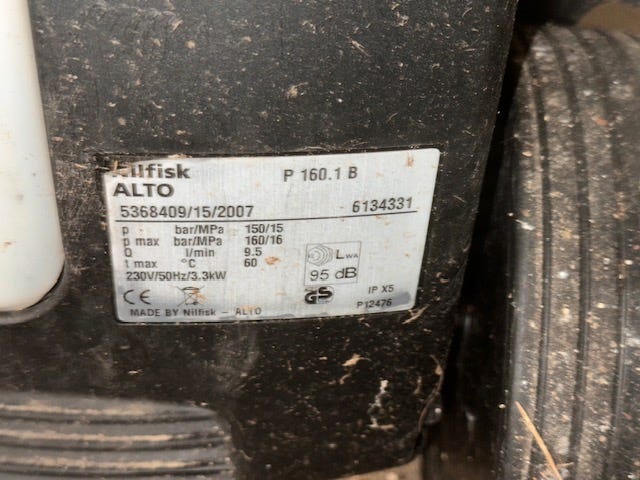 Nilfisk
ALTO
P 160.1 B
5368409/15/2007 6134331
p bar/MPa 150/15
p max bar/MPa 160/16
Q l/min 9.5
t max °C 60
230V/50Hz/3.3kW
LWA
95 dB
CE
GS
IP X5
P12476
MADE BY Nilfisk - ALTO